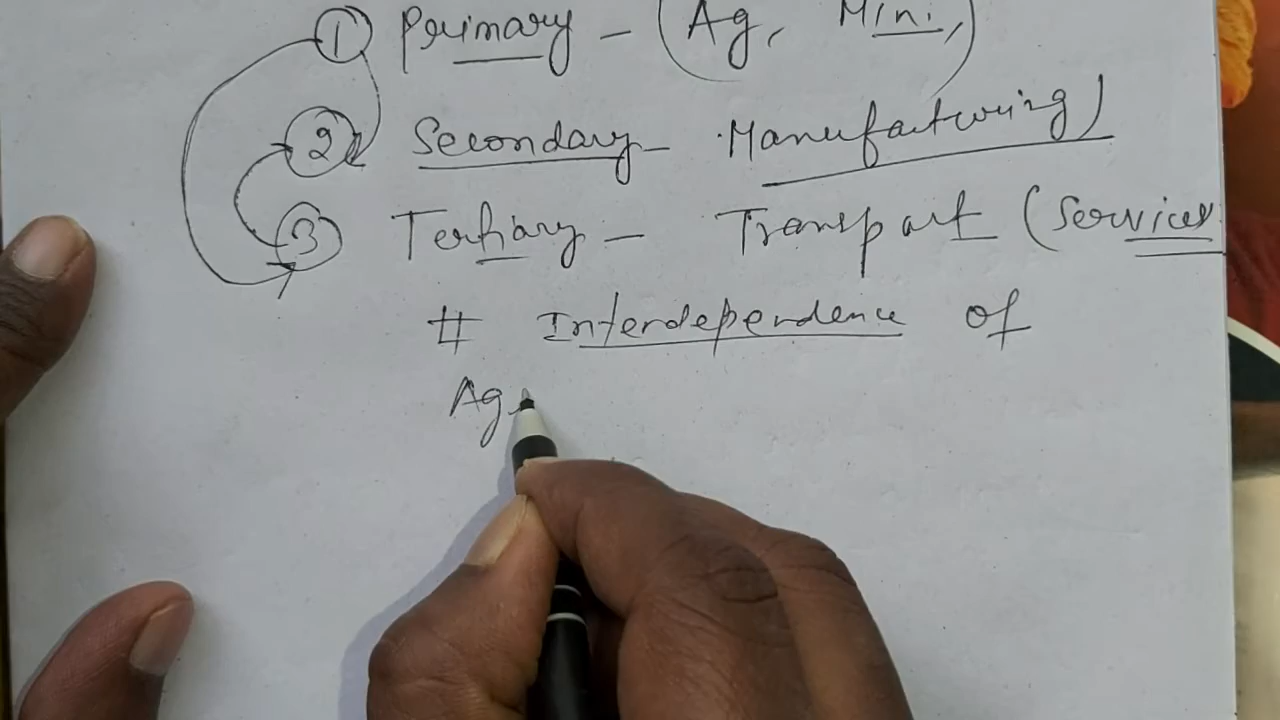 ① Primary - (Ag, Mini,)
② Secondary - Manufacturing)
③ Tertiary - Transport (Services
# Interdependence of
Ag